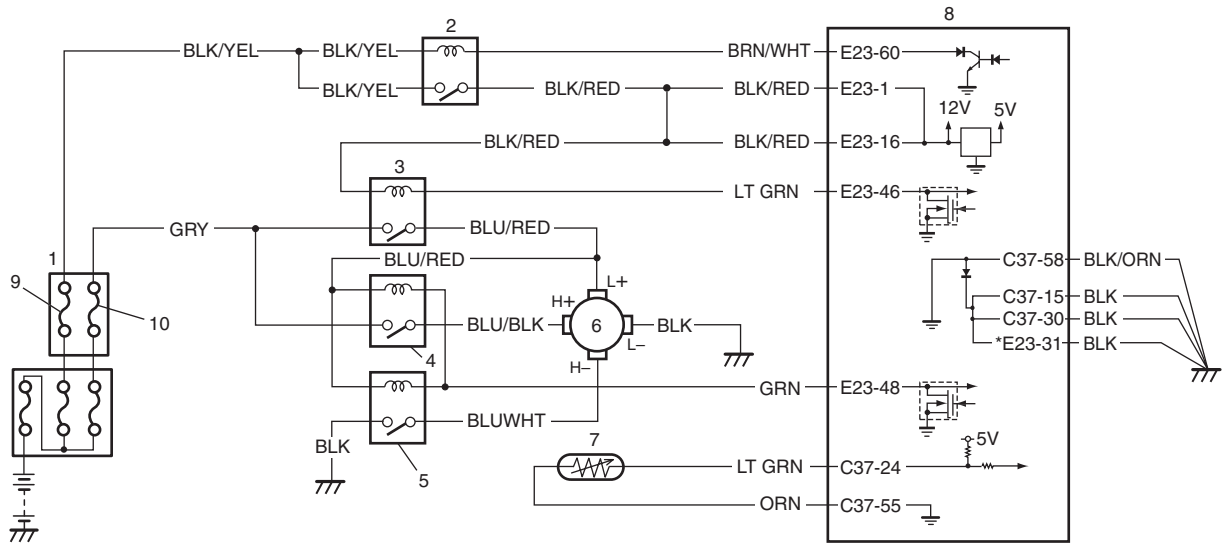 8
2
BLK/YEL BLK/YEL BRN/WHT E23-60
BLK/YEL BLK/RED BLK/RED E23-1
12V 5V
BLK/RED BLK/RED E23-16
3
LT GRN E23-46
GRY BLU/RED
1 BLU/RED C37-58 BLK/ORN
9 L+
10 H+ C37-15 BLK
BLU/BLK 6 BLK C37-30 BLK
L– *E23-31 BLK
4 H–
GRN E23-48
BLUWHT
BLK 7 5V
5 LT GRN C37-24
ORN C37-55